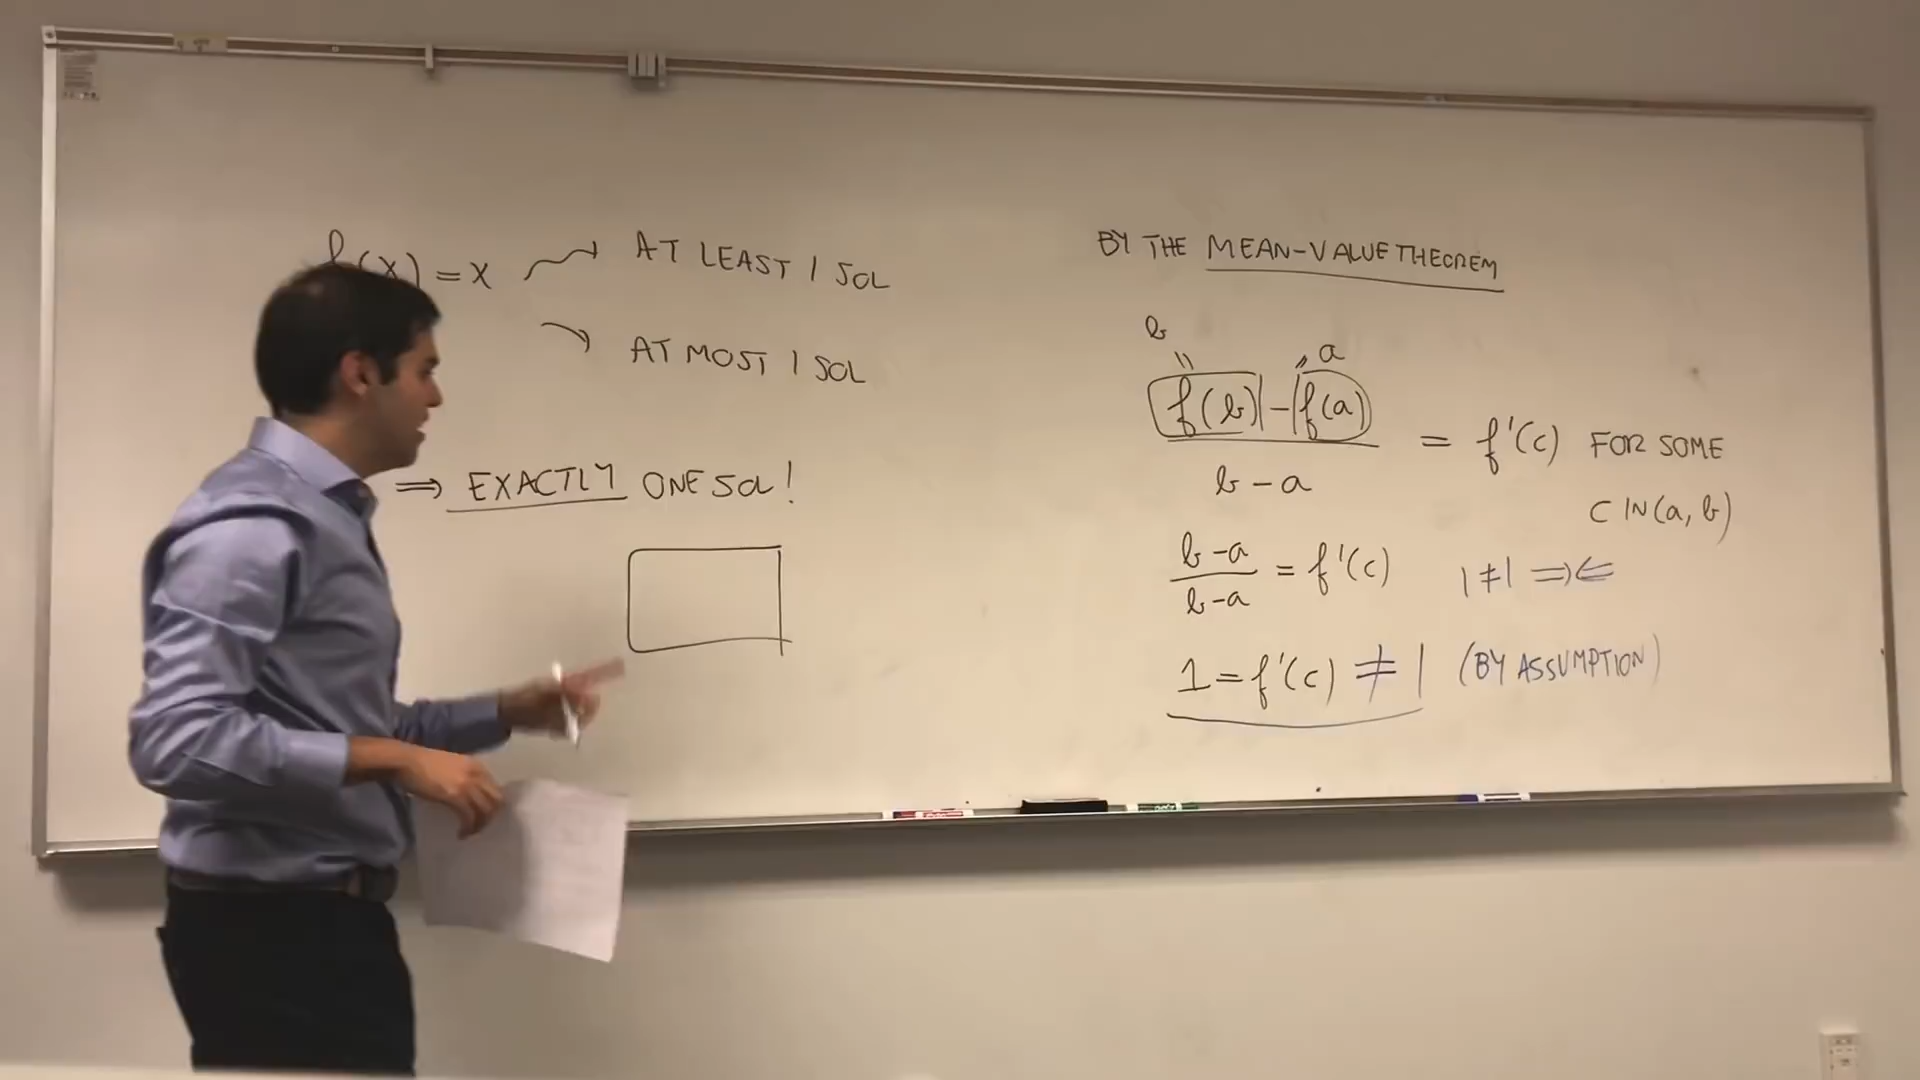 f(x) = x
AT LEAST 1 SOL
AT MOST 1 SOL
⇒ EXACTLY ONE SOL!
BY THE MEAN-VALUE THEOREM
b
a
f(b) - f(a)
b - a
= f'(c) FOR SOME
C IN (a, b)
b - a
b - a
= f'(c)
1 ≠ 1 ⇒⇐
1 = f'(c) ≠ 1 (BY ASSUMPTION)